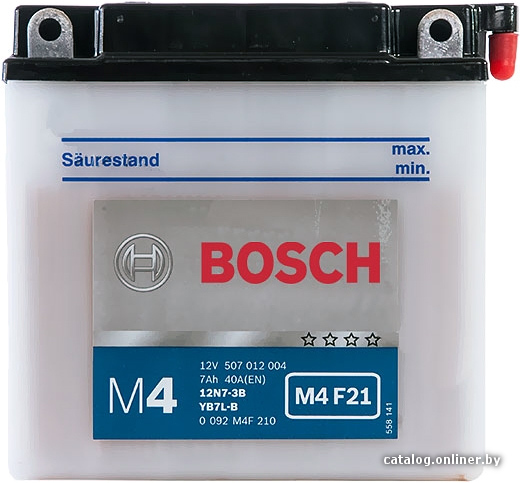 max.
Säurestand
min.
BOSCH
12V 507 012 004
7Ah 40A(EN)
12N7-3B
YB7L-B
0 092 M4F 210
M4
M4 F21
558 141
catalog.onliner.by